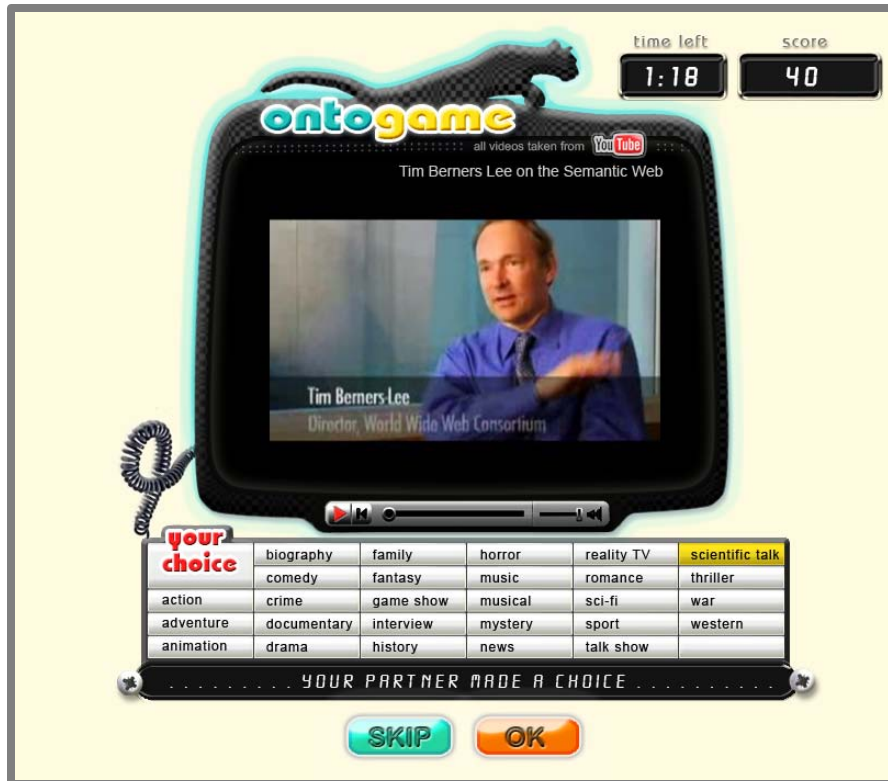 time left
score
1:18
40
ontogame
all videos taken from YouTube
Tim Berners Lee on the Semantic Web
Tim Berners-Lee
Director, World Wide Web Consortium
your
choice
biography family horror reality TV scientific talk
comedy fantasy music romance thriller
action crime game show musical sci-fi war
adventure documentary interview mystery sport western
animation drama history news talk show
. . . . . . . . . YOUR PARTNER MADE A CHOICE . . . . . . . . . .
SKIP OK